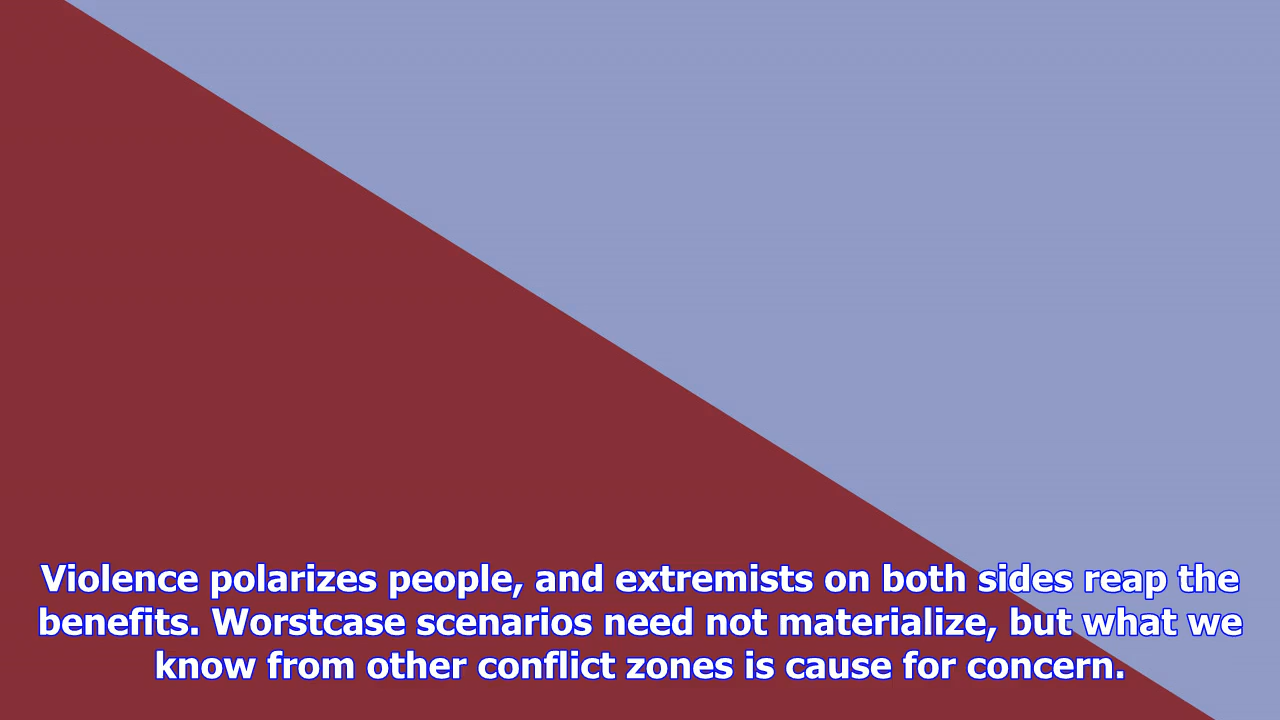 Violence polarizes people, and extremists on both sides reap the
benefits. Worstcase scenarios need not materialize, but what we
know from other conflict zones is cause for concern.